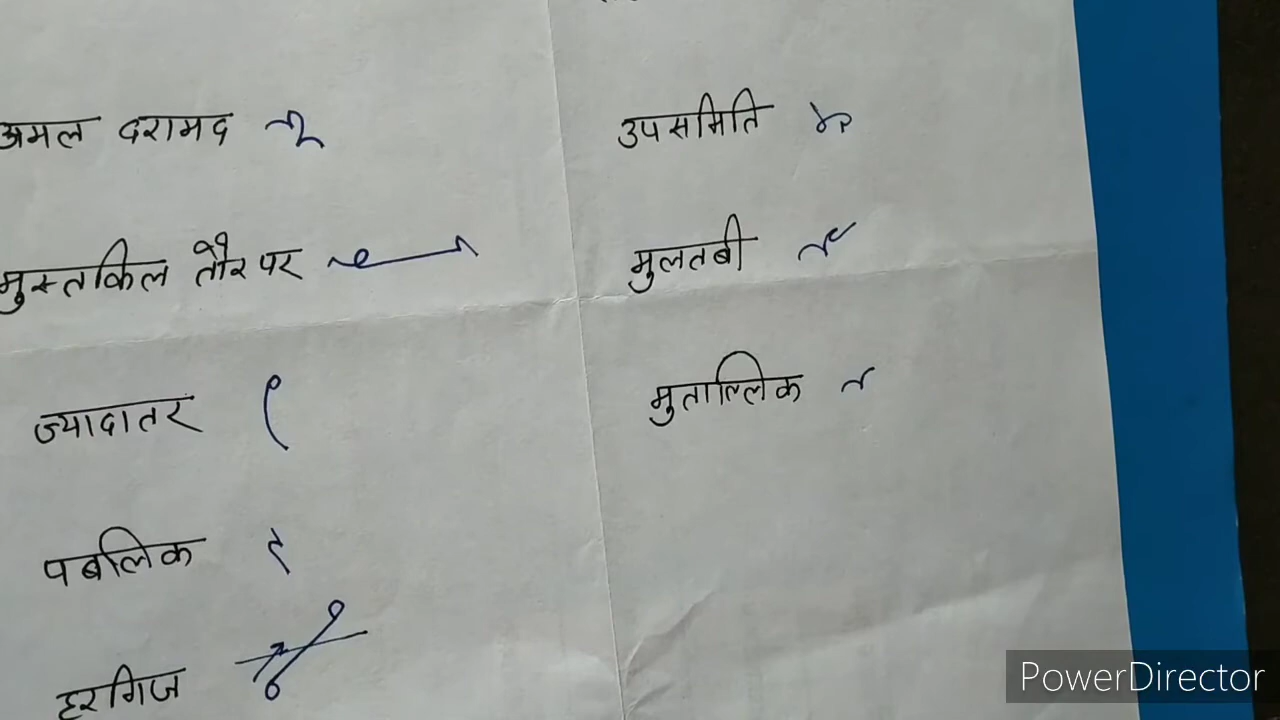 अमल दरामद
मुस्तकिल तौर पर
ज्यादातर
पबलिक
हरगिज
उपसमिति
मुलतबी
मुताल्लिक
PowerDirector